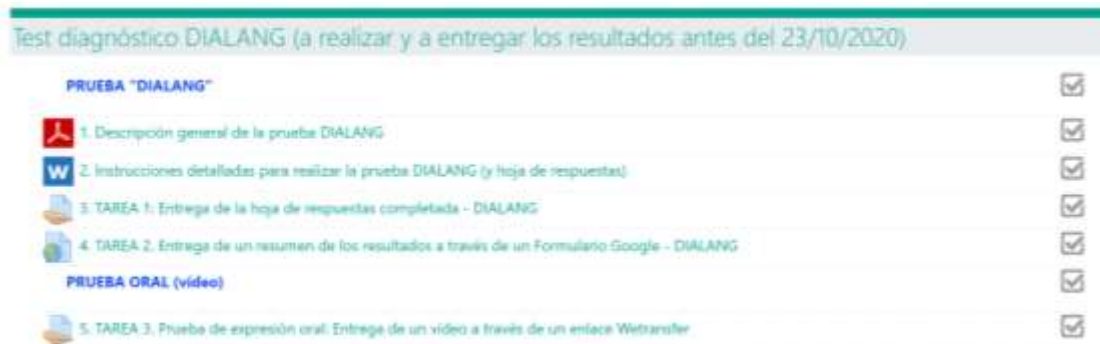 Test diagnóstico DIALANG (a realizar y a entregar los resultados antes del 23/10/2020)
PRUEBA "DIALANG"
1. Descripción general de la prueba DIALANG
2. Instrucciones detalladas para realizar la prueba DIALANG (y hoja de respuestas)
3. TAREA 1: Entrega de la hoja de respuestas completada - DIALANG
4. TAREA 2. Entrega de un resumen de los resultados a través de un Formulario Google - DIALANG
PRUEBA ORAL (vídeo)
5. TAREA 3. Prueba de expresión oral: Entrega de un vídeo a través de un enlace Wetransfer